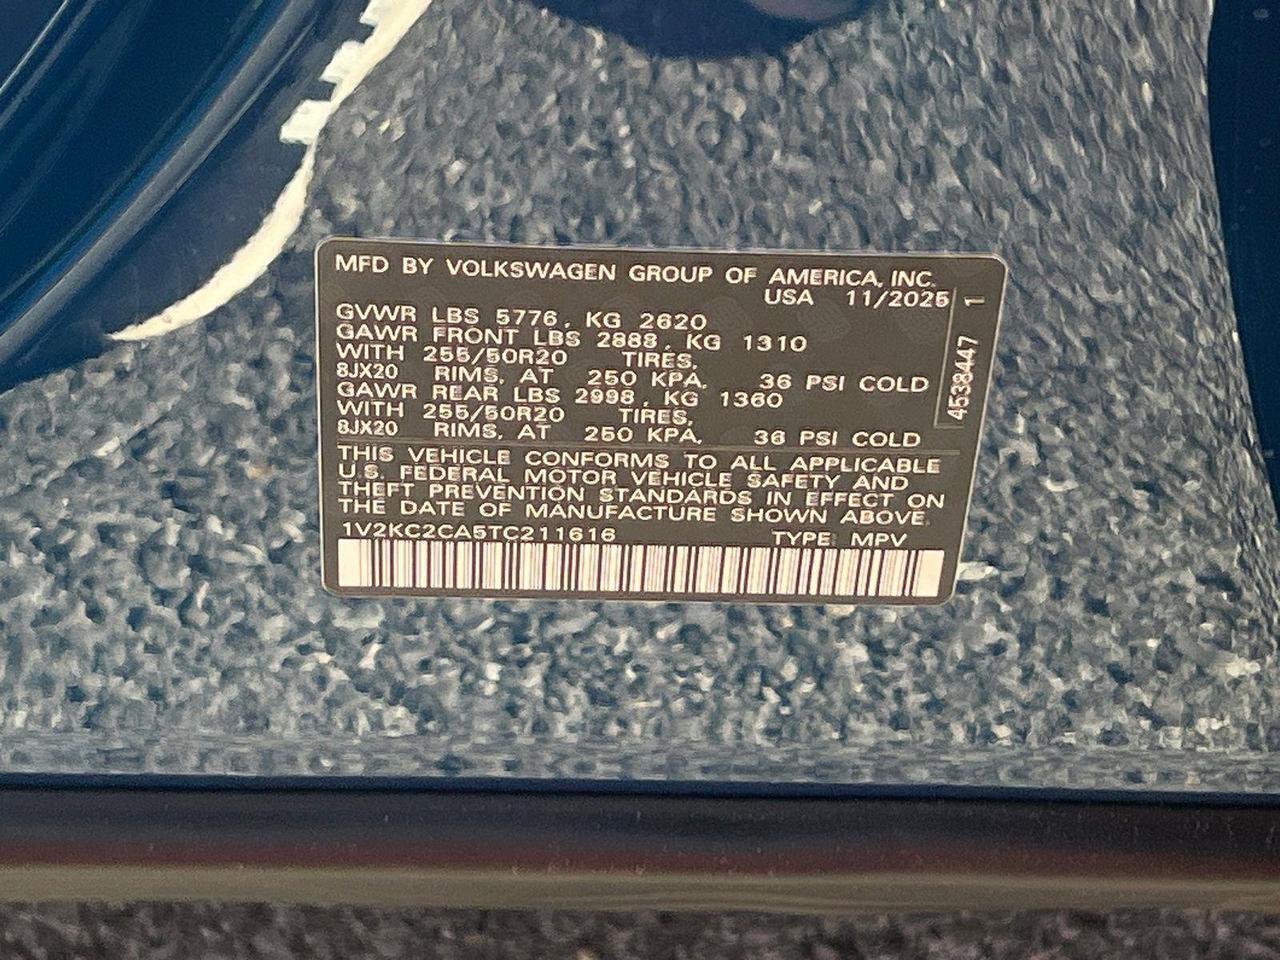 MFD BY VOLKSWAGEN GROUP OF AMERICA, INC.
USA 11/2025
GVWR LBS 5776, KG 2620
GAWR FRONT LBS 2888, KG 1310
WITH 255/50R20 TIRES,
8JX20 RIMS, AT 250 KPA, 36 PSI COLD
GAWR REAR LBS 2998, KG 1360
WITH 255/50R20 TIRES,
8JX20 RIMS, AT 250 KPA, 36 PSI COLD
THIS VEHICLE CONFORMS TO ALL APPLICABLE
U.S. FEDERAL MOTOR VEHICLE SAFETY AND
THEFT PREVENTION STANDARDS IN EFFECT ON
THE DATE OF MANUFACTURE SHOWN ABOVE.
1V2KC2CA5TC211616 TYPE: MPV
4538447 1